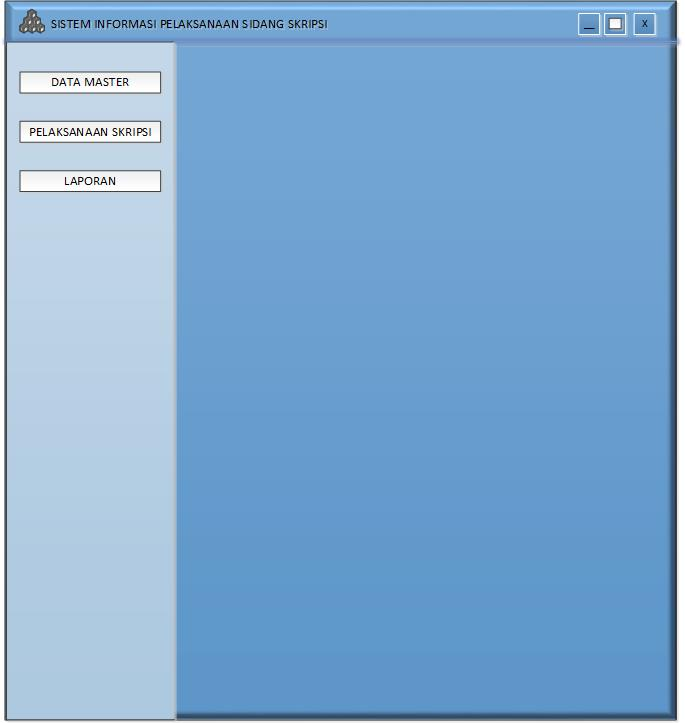 SISTEM INFORMASI PELAKSANAAN SIDANG SKRIPSI
X
DATA MASTER
PELAKSANAAN SKRIPSI
LAPORAN